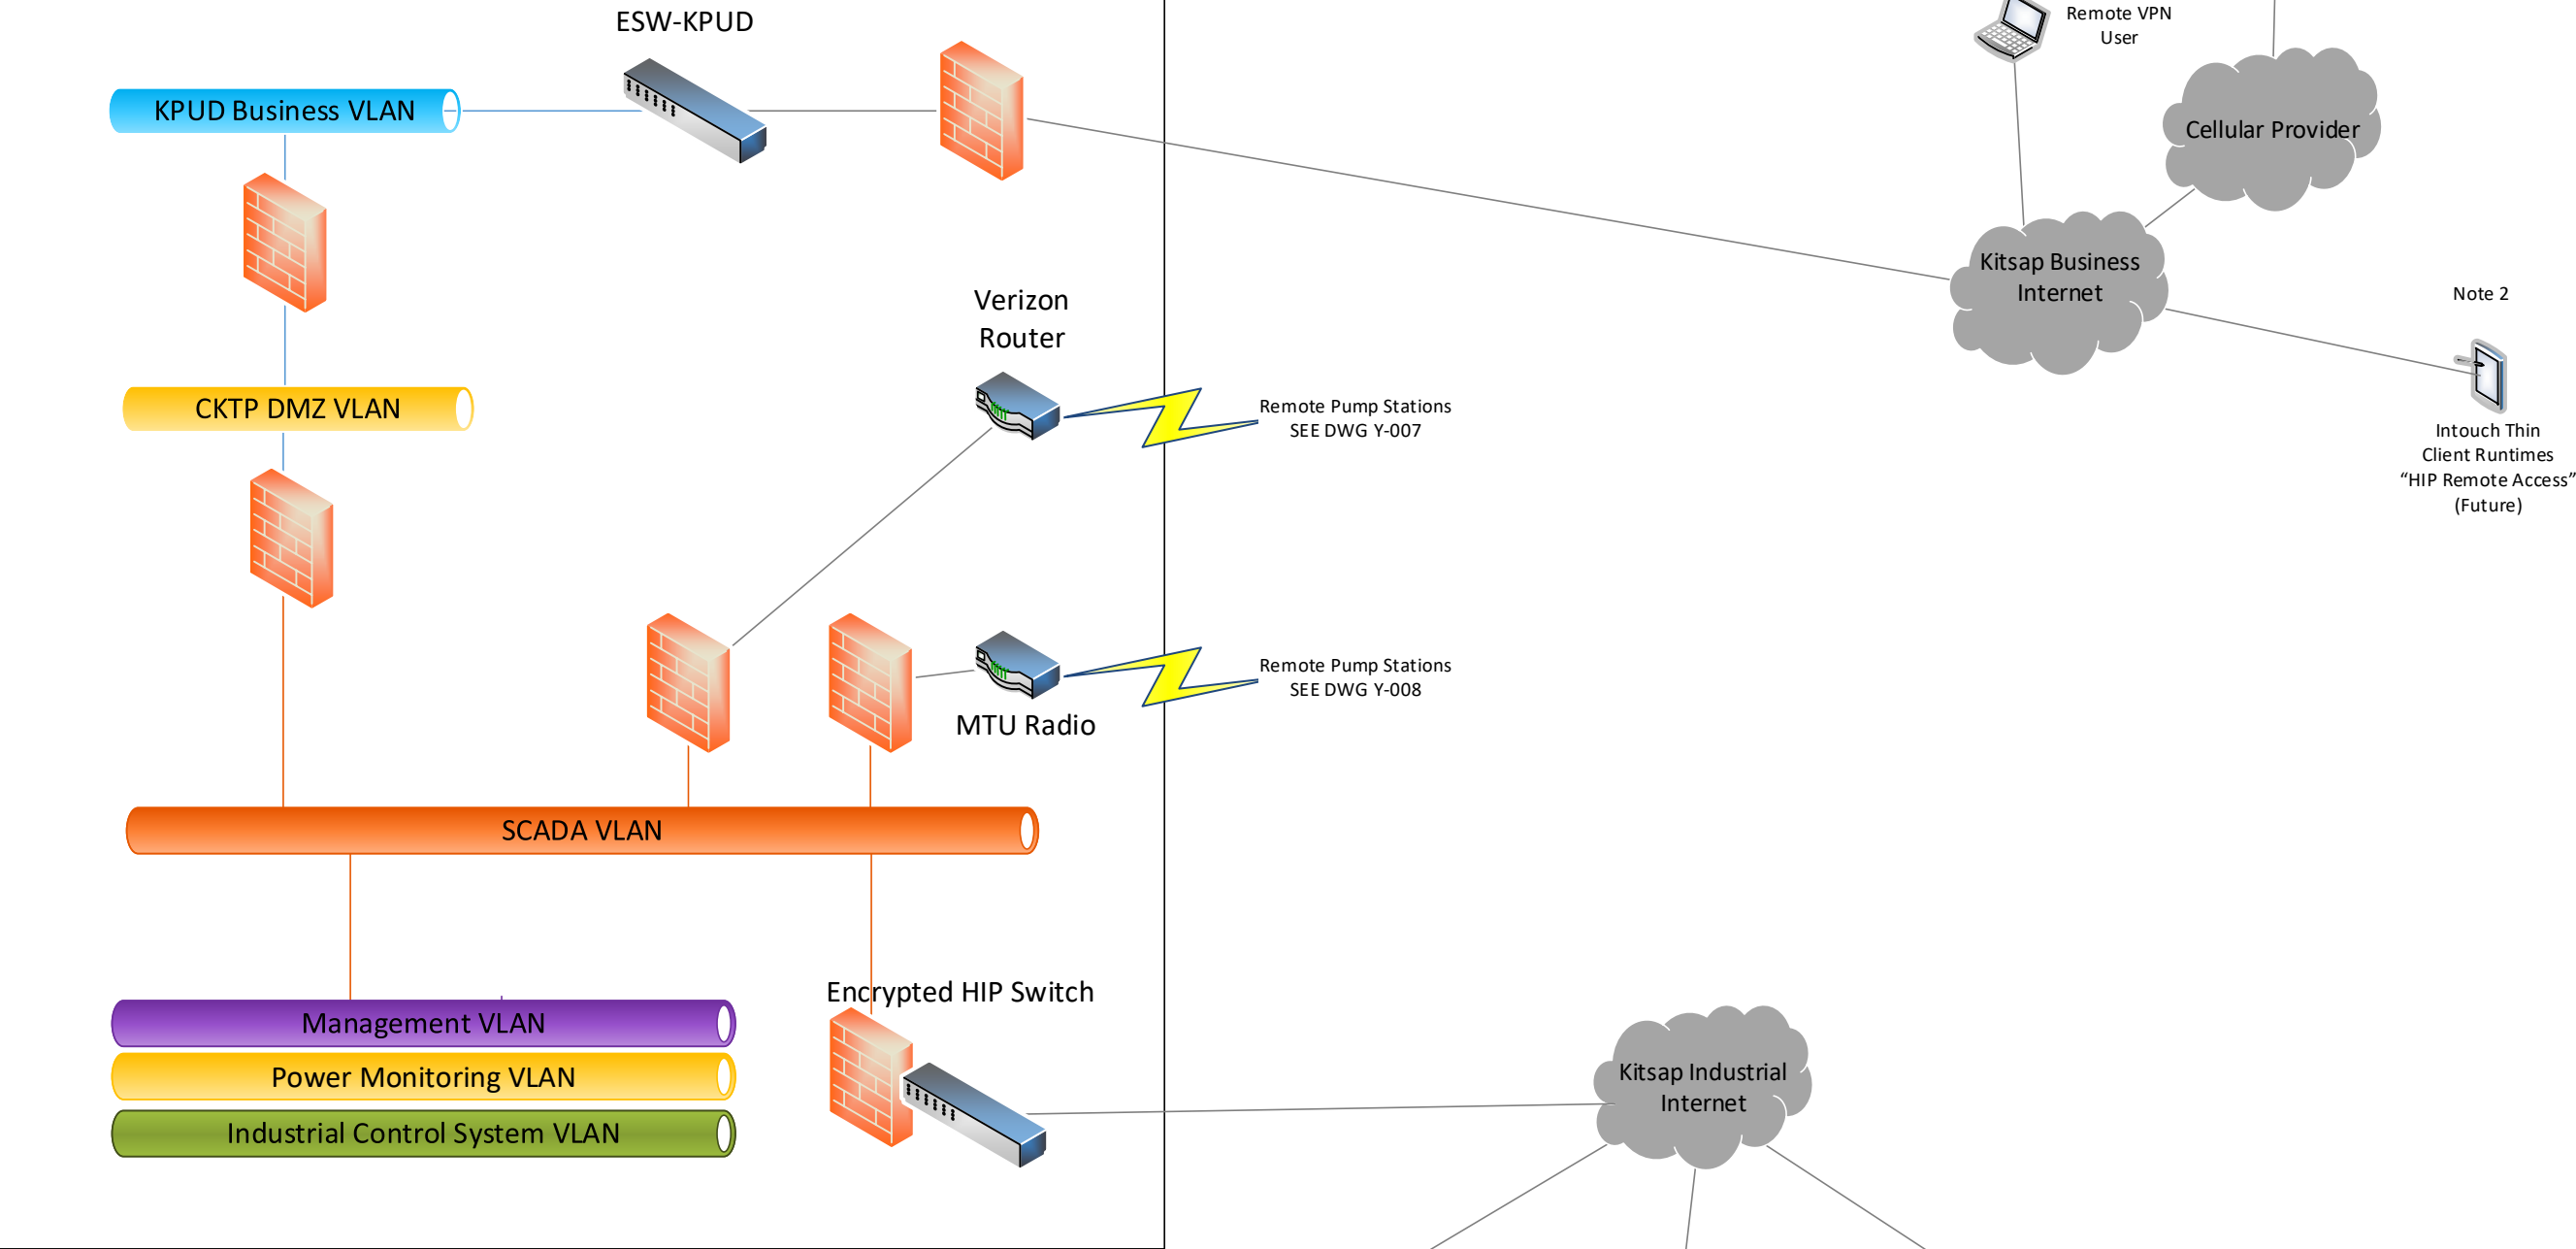 ESW-KPUD
Remote VPN
User
KPUD Business VLAN
Cellular Provider
Kitsap Business
Internet
Verizon
Router
Note 2
CKTP DMZ VLAN
Remote Pump Stations
SEE DWG Y-007
Intouch Thin
Client Runtimes
“HIP Remote Access”
(Future)
Remote Pump Stations
SEE DWG Y-008
MTU Radio
SCADA VLAN
Encrypted HIP Switch
Management VLAN
Power Monitoring VLAN
Industrial Control System VLAN
Kitsap Industrial
Internet